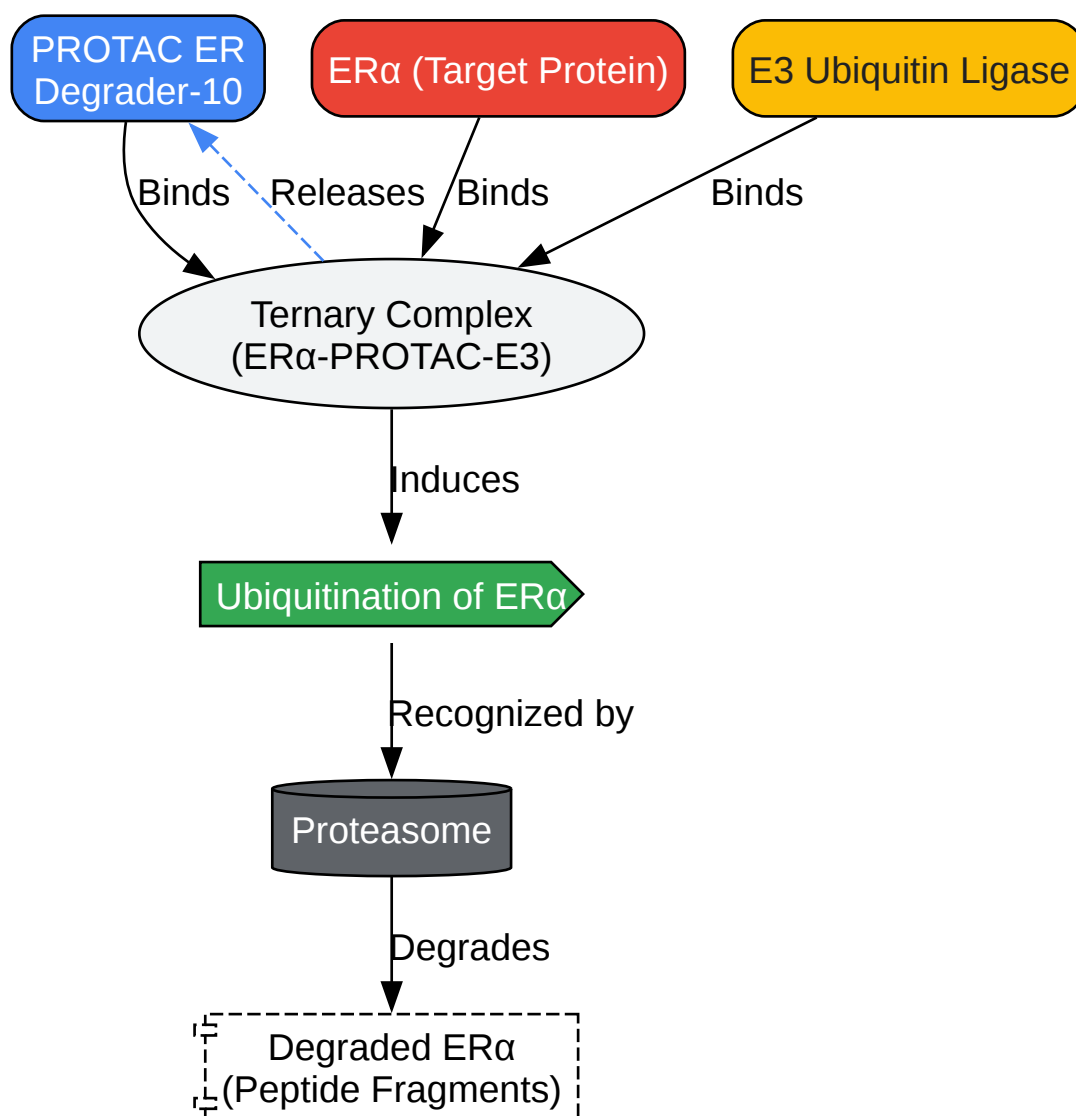 PROTAC ER
Degrader-10
ERα (Target Protein)
E3 Ubiquitin Ligase
Binds
Releases
Binds
Binds
Ternary Complex
(ERα-PROTAC-E3)
Induces
Ubiquitination of ERα
Recognized by
Proteasome
Degrades
Degraded ERα
(Peptide Fragments)